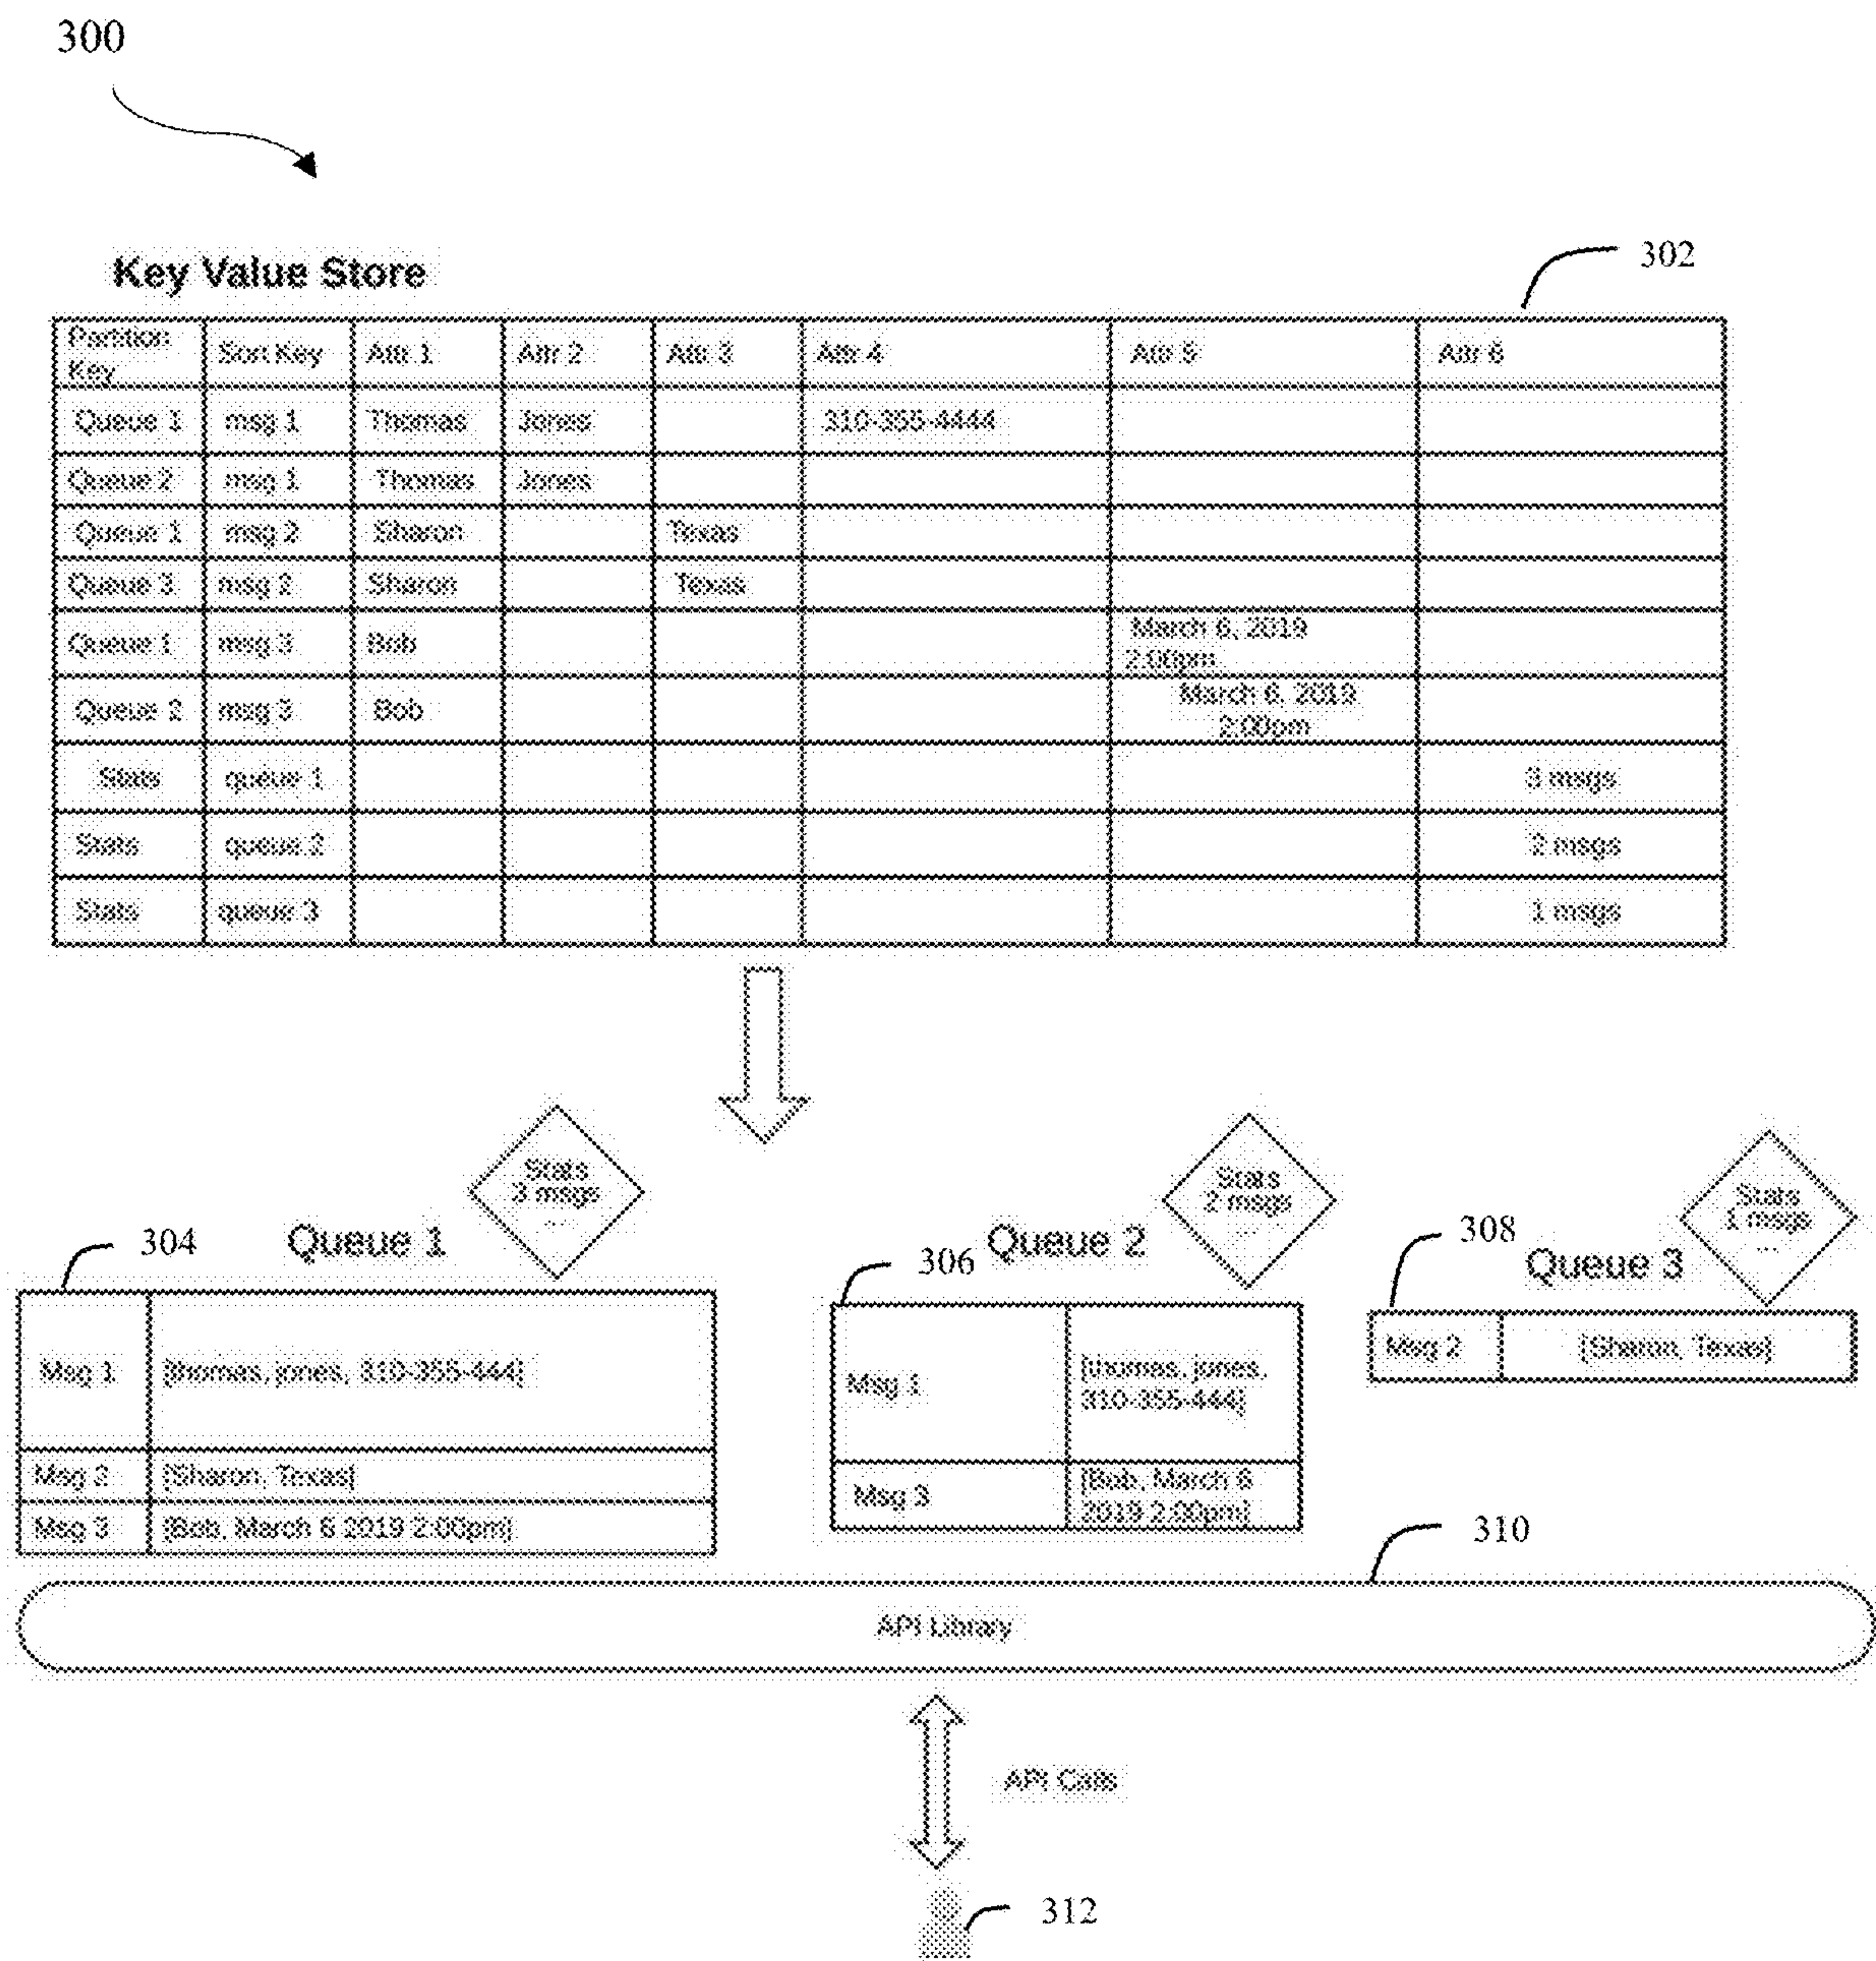 300
Key Value Store
302
Partition Key Sort Key Attr 1 Attr 2 Attr 3 Attr 4 Attr 5 Attr 6
Queue 1 msg 1 Thomas Jones 310-355-4444
Queue 2 msg 1 Thomas Jones
Queue 1 msg 2 Sharon Texas
Queue 3 msg 2 Sharon Texas
Queue 1 msg 3 Bob March 6, 2019 2:00pm
Queue 2 msg 3 Bob March 6, 2019 2:00pm
Stats queue 1 3 msgs
Stats queue 2 2 msgs
Stats queue 3 1 msgs
Stats
3 msgs
...
Stats
2 msgs
...
Stats
1 msgs
...
304
Queue 1
306
Queue 2
308
Queue 3
Msg 1 [thomas, jones, 310-355-444]
Msg 2 [Sharon, Texas]
Msg 3 [Bob, March 6 2019 2:00pm]
Msg 1 [thomas, jones,
310-355-444]
Msg 3 [Bob, March 6
2019 2:00pm]
Msg 2 [Sharon, Texas]
310
API Library
API Calls
312